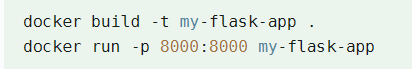 docker build -t my-flask-app .
docker run -p 8000:8000 my-flask-app